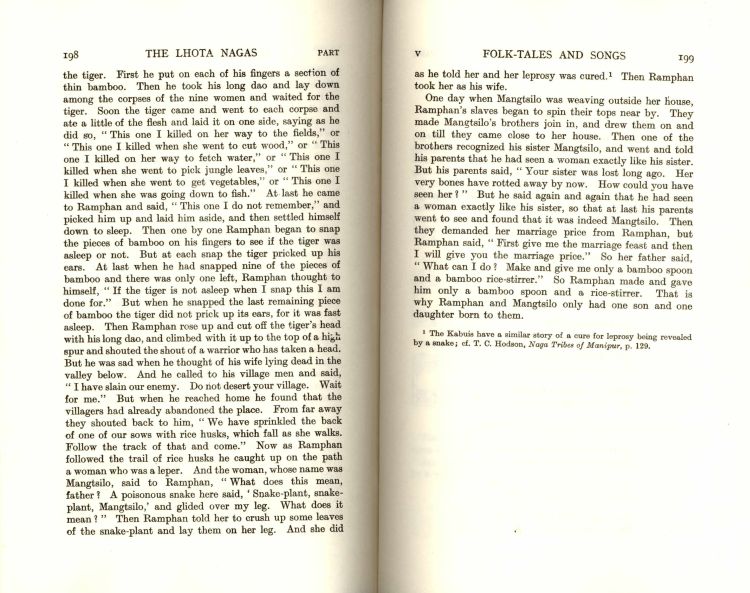 198 THE LHOTA NAGAS PART
the tiger. First he put on each of his fingers a section of
thin bamboo. Then he took his long dao and lay down
among the corpses of the nine women and waited for the
tiger. Soon the tiger came and went to each corpse and
ate a little of the flesh and laid it on one side, saying as he
did so, “ This one I killed on her way to the fields,” or
“ This one I killed when she went to cut wood,” or “ This
one I killed on her way to fetch water,” or “ This one I
killed when she went to pick jungle leaves,” or “ This one
I killed when she went to get vegetables,” or “ This one I
killed when she was going down to fish.” At last he came
to Ramphan and said, “ This one I do not remember,” and
picked him up and laid him aside, and then settled himself
down to sleep. Then one by one Ramphan began to snap
the pieces of bamboo on his fingers to see if the tiger was
asleep or not. But at each snap the tiger pricked up his
ears. At last when he had snapped nine of the pieces of
bamboo and there was only one left, Ramphan thought to
himself, “ If the tiger is not asleep when I snap this I am
done for.” But when he snapped the last remaining piece
of bamboo the tiger did not prick up its ears, for it was fast
asleep. Then Ramphan rose up and cut off the tiger's head
with his long dao, and climbed with it up to the top of a high
spur and shouted the shout of a warrior who has taken a head.
But he was sad when he thought of his wife lying dead in the
valley below. And he called to his village men and said,
“ I have slain our enemy. Do not desert your village. Wait
for me.” But when he reached home he found that the
villagers had already abandoned the place. From far away
they shouted back to him, “ We have sprinkled the back
of one of our sows with rice husks, which fall as she walks.
Follow the track of that and come.” Now as Ramphan
followed the trail of rice husks he caught up on the path
a woman who was a leper. And the woman, whose name was
Mangtsilo, said to Ramphan, “ What does this mean,
father ? A poisonous snake here said, ‘ Snake-plant, snake-
plant, Mangtsilo,’ and glided over my leg. What does it
mean ? ” Then Ramphan told her to crush up some leaves
of the snake-plant and lay them on her leg. And she did
V FOLK-TALES AND SONGS 199
as he told her and her leprosy was cured.¹ Then Ramphan
took her as his wife.
One day when Mangtsilo was weaving outside her house,
Ramphan's slaves began to spin their tops near by. They
made Mangtsilo's brothers join in, and drew them on and
on till they came close to her house. Then one of the
brothers recognized his sister Mangtsilo, and went and told
his parents that he had seen a woman exactly like his sister.
But his parents said, “ Your sister was lost long ago. Her
very bones have rotted away by now. How could you have
seen her ? ” But he said again and again that he had seen
a woman exactly like his sister, so that at last his parents
went to see and found that it was indeed Mangtsilo. Then
they demanded her marriage price from Ramphan, but
Ramphan said, “ First give me the marriage feast and then
I will give you the marriage price.” So her father said,
“ What can I do ? Make and give me only a bamboo spoon
and a bamboo rice-stirrer.” So Ramphan made and gave
him only a bamboo spoon and a rice-stirrer. That is
why Ramphan and Mangtsilo only had one son and one
daughter born to them.
¹ The Kabuis have a similar story of a cure for leprosy being revealed
by a snake ; cf. T. C. Hodson, Naga Tribes of Manipur, p. 129.